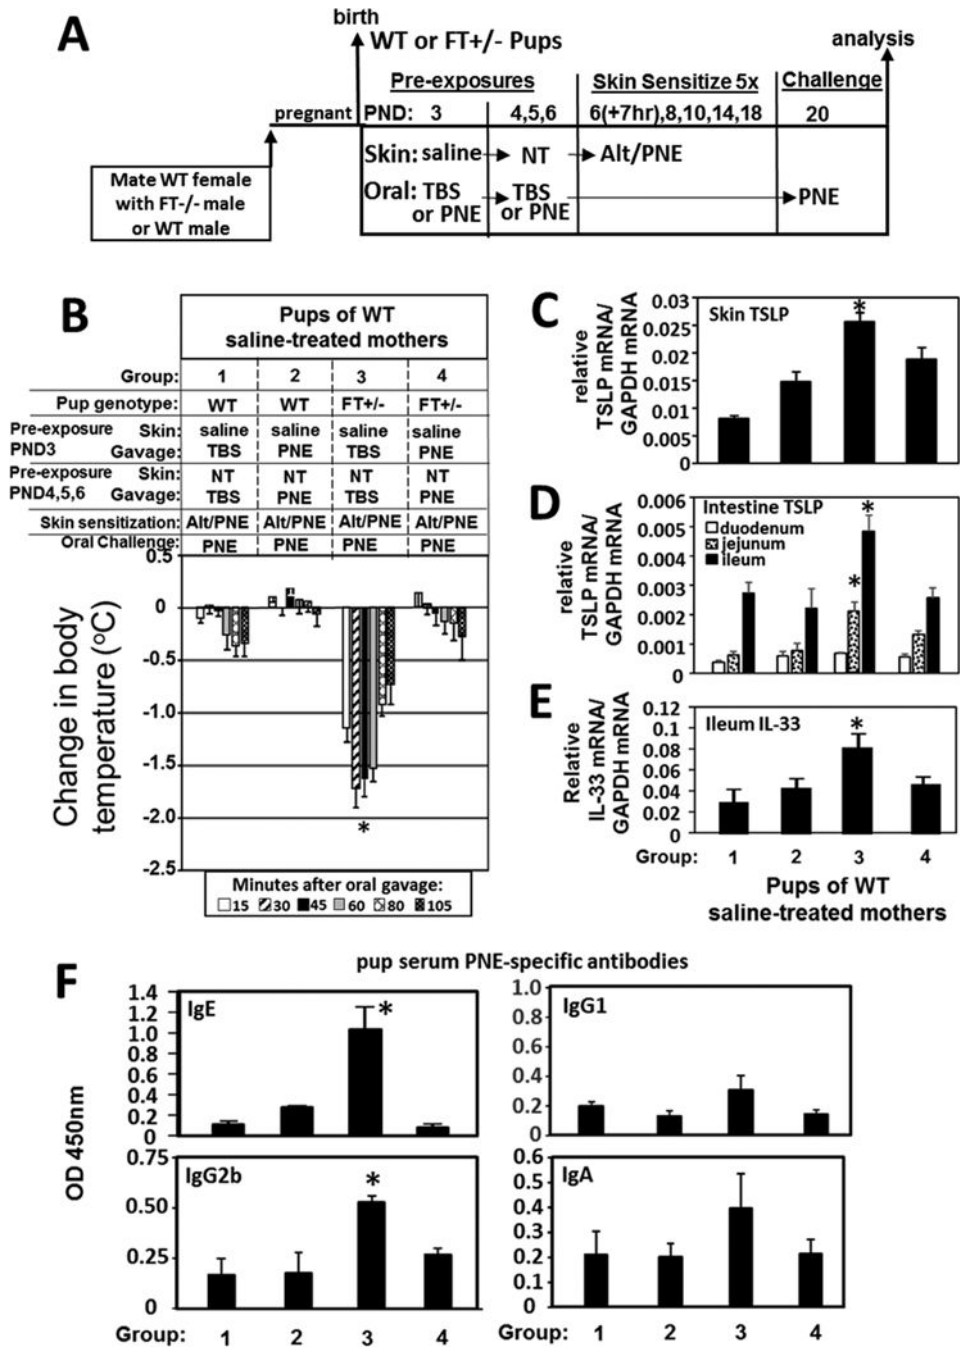 A
birth
WT or FT+/- Pups
analysis
Pre-exposures
Skin Sensitize 5x
Challenge
pregnant
PND: 3
4,5,6
6(+7hr),8,10,14,18
20
Skin: saline
NT
Alt/PNE
Oral: TBS
or PNE
TBS
or PNE
PNE
Mate WT female
with FT-/- male
or WT male
B
Pups of WT
saline-treated mothers
Group: 1 2 3 4
Pup genotype: WT WT FT+/- FT+/-
Pre-exposure Skin: saline saline saline saline
PND3 Gavage: TBS PNE TBS PNE
Pre-exposure Skin: NT NT NT NT
PND4,5,6 Gavage: TBS PNE TBS PNE
Skin sensitization: Alt/PNE Alt/PNE Alt/PNE Alt/PNE
Oral Challenge: PNE PNE PNE PNE
0.5
0
-0.5
-1.0
-1.5
-2.0
-2.5
Change in body
temperature (°C)
*
Minutes after oral gavage:
15 30 45 60 80 105
C
Skin TSLP
*
relative
TSLP mRNA/
GAPDH mRNA
0.03
0.025
0.02
0.015
0.01
0.005
0
D
Intestine TSLP
duodenum
jejunum
ileum
*
*
relative
TSLP mRNA/
GAPDH mRNA
0.006
0.005
0.003
0.001
0
E
Ileum IL-33
*
Relative
IL-33 mRNA/
GAPDH mRNA
0.12
0.08
0.06
0.04
0.02
0
Group: 1 2 3 4
Pups of WT
saline-treated mothers
F
pup serum PNE-specific antibodies
OD 450nm
IgE
*
1.4
1.2
1.0
0.8
0.6
0.4
0.2
0
IgG1
1.0
0.8
0.6
0.4
0.2
0
IgG2b
*
0.75
0.50
0.25
0
IgA
0.6
0.5
0.4
0.3
0.2
0.1
0
Group: 1 2 3 4
Group: 1 2 3 4